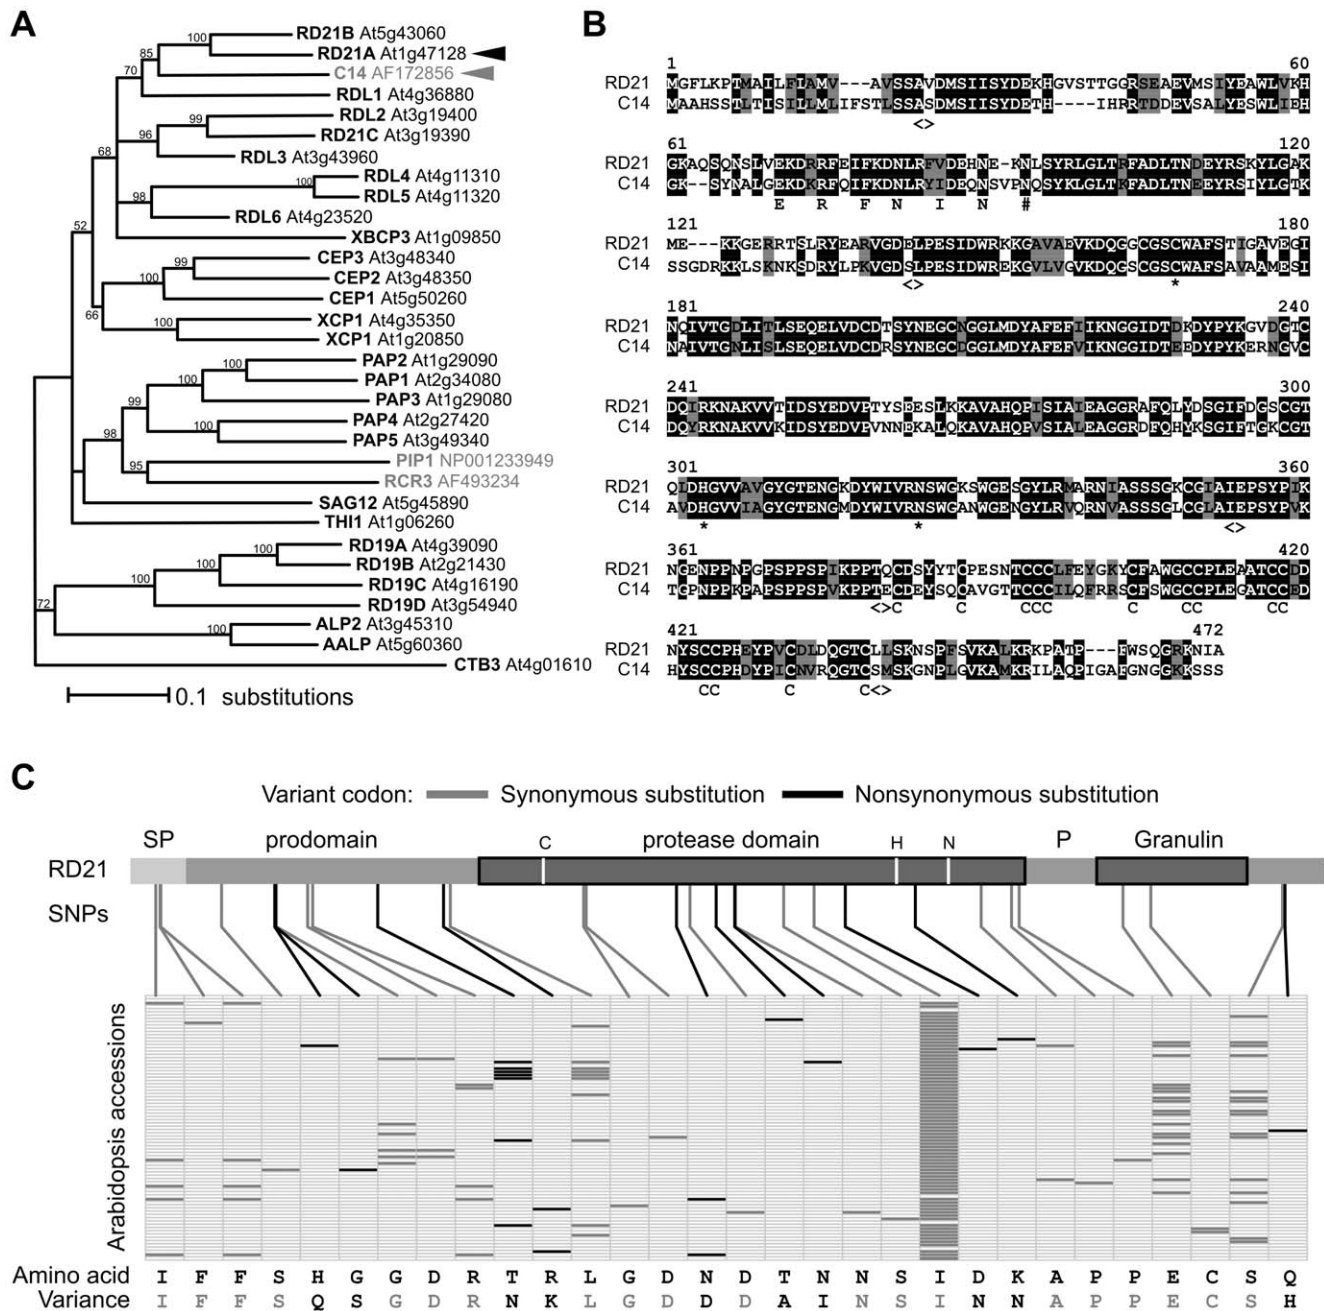 A
RD21B At5g43060
RD21A At1g47128
C14 AF172856
RDL1 At4g36880
RDL2 At3g19400
RD21C At3g19390
RDL3 At3g43960
RDL4 At4g11310
RDL5 At4g11320
RDL6 At4g23520
XBCP3 At1g09850
CEP3 At3g48340
CEP2 At3g48350
CEP1 At5g50260
XCP1 At4g35350
XCP1 At1g20850
PAP2 At1g29090
PAP1 At2g34080
PAP3 At1g29080
PAP4 At2g27420
PAP5 At3g49340
PIP1 NP001233949
RCR3 AF493234
SAG12 At5g45890
THI1 At1g06260
RD19A At4g39090
RD19B At2g21430
RD19C At4g16190
RD19D At3g54940
ALP2 At3g45310
AALP At5g60360
CTB3 At4g01610
100
85
70
99
96
68
100
98
52
99
100
66
100
100
100
99
100
98
95
100
100
100
72
100
0.1 substitutions
B
1 60
RD21 MGFLKPTMAILFLAMV---AVSSAVDMSIISYDEKHGVSTTGGRSEAEVMSIYEAWLVKH
C14 MAAHSSTLTISILLMLIFSTLSSASDMSIISYDETH----IHRRTDDEVSALYESWLIEH
<>
61 120
RD21 GKAQSQNSLVEKDRRFEIFKDNLRFVDEHNE-KNLSYRLGLTRFADLTNDEYRSKYLGAK
C14 GK--SYNALGEKDKRFQIFKDNLRYIDEQNSVPNQSYKLGLTKFADLTNEEYRSIYLGTK
E R F N I N #
121 180
RD21 ME---KKGERRTSLRYEARVGDELPESIDWRKKGAVAEVKDQGGCGSCWAFSTIGAVEGI
C14 SSGDRKKLSKNKSDRYLPKVGDSLPESIDWREKGVLVGVKDQGSCGSCWAFSAVAAMESI
<> *
181 240
RD21 NQIVTGDLITLSEQELVDCDTSYNEGCNGGLMDYAFEFIIKNGGIDTDKDYPYKGVDGTC
C14 NAIVTGNLISLSEQELVDCDRSYNEGCDGGLMDYAFEFVIKNGGIDTEEDYPYKERNGVC
241 300
RD21 DQIRKNAKVVTIDSYEDVPTYSEESLKKAVAHQPISIAIEAGGRAFQLYDSGIFDGSCGT
C14 DQYRKNAKVVKIDSYEDVPVNNEKALQKAVAHQPVSIALEAGGRDFQHYKSGIFTGKCGT
301 360
RD21 QLDHGVVAVGYGTENGKDYWIVRNSWGKSWGESGYLRMARNIASSSGKCGIAIEPSYPIK
C14 AVDHGVVIAGYGTENGMDYWIVRNSWGANWGENGYLRVQRNVASSSGLCGLAIEPSYPVK
* * <>
361 420
RD21 NGENPPNPGPSPPSPIKPPTQCDSYYTCPESNTCCCLFEYGKYCFAWGCCPLEAATCCDD
C14 TGPNPPKPAPSPPSPVKPPTECDEYSQCAVGTTCCCILQFRRSCFSWGCCPLEGATCCED
<>C C CCC C CC CC
421 472
RD21 NYSCCPHEYPVCDLDQGTCLLSKNSPFSVKALKRKPATP---FWSQGRKNIA
C14 HYSCCPHDYPICNVRQGTCSMSKGNPLGVKAMKRILAQPIGAFGNGGKKSSS
CC C C<>
C
Variant codon: Synonymous substitution Nonsynonymous substitution
SP prodomain C protease domain H N P Granulin
RD21
SNPs
Arabidopsis accessions
Amino acid I F F S H G G D R T R L G D N D T N N S I D K A P P E C S Q
Variance I F F S Q S G D R N K L G D D D A I N S I N N A P P E C S H